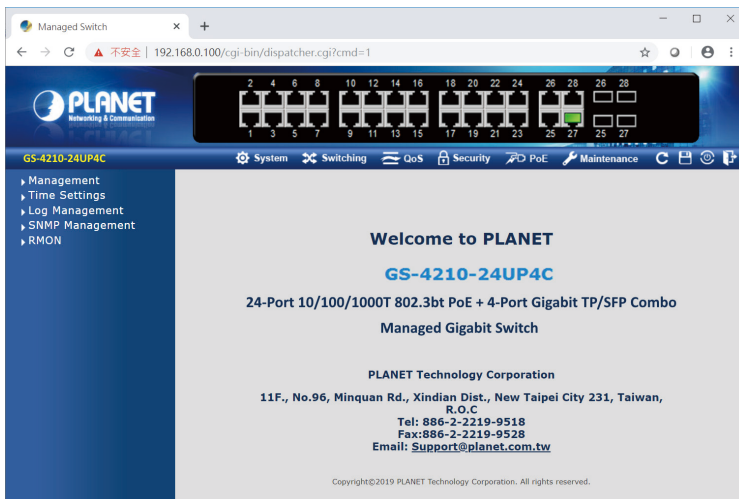 Managed Switch
不安全 | 192.168.0.100/cgi-bin/dispatcher.cgi?cmd=1
PLANET
Networking & Communication
2 4 6 8 10 12 14 16 18 20 22 24 26 28 26 28
1 3 5 7 9 11 13 15 17 19 21 23 25 27 25 27
GS-4210-24UP4C
System Switching QoS Security PoE Maintenance
Management
Time Settings
Log Management
SNMP Management
RMON
Welcome to PLANET
GS-4210-24UP4C
24-Port 10/100/1000T 802.3bt PoE + 4-Port Gigabit TP/SFP Combo
Managed Gigabit Switch
PLANET Technology Corporation
11F., No.96, Minquan Rd., Xindian Dist., New Taipei City 231, Taiwan,
R.O.C
Tel: 886-2-2219-9518
Fax:886-2-2219-9528
Email: Support@planet.com.tw
Copyright©2019 PLANET Technology Corporation. All rights reserved.